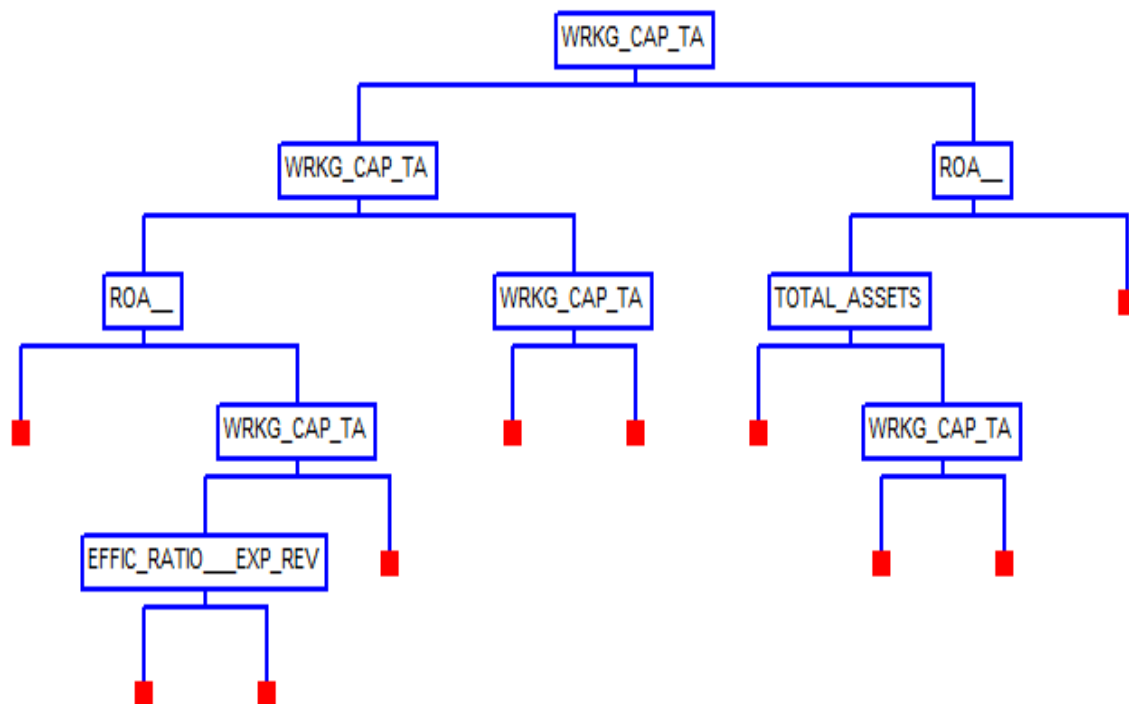 WRKG_CAP_TA
WRKG_CAP_TA
ROA__
ROA__
WRKG_CAP_TA
TOTAL_ASSETS
WRKG_CAP_TA
WRKG_CAP_TA
EFFIC_RATIO___EXP_REV